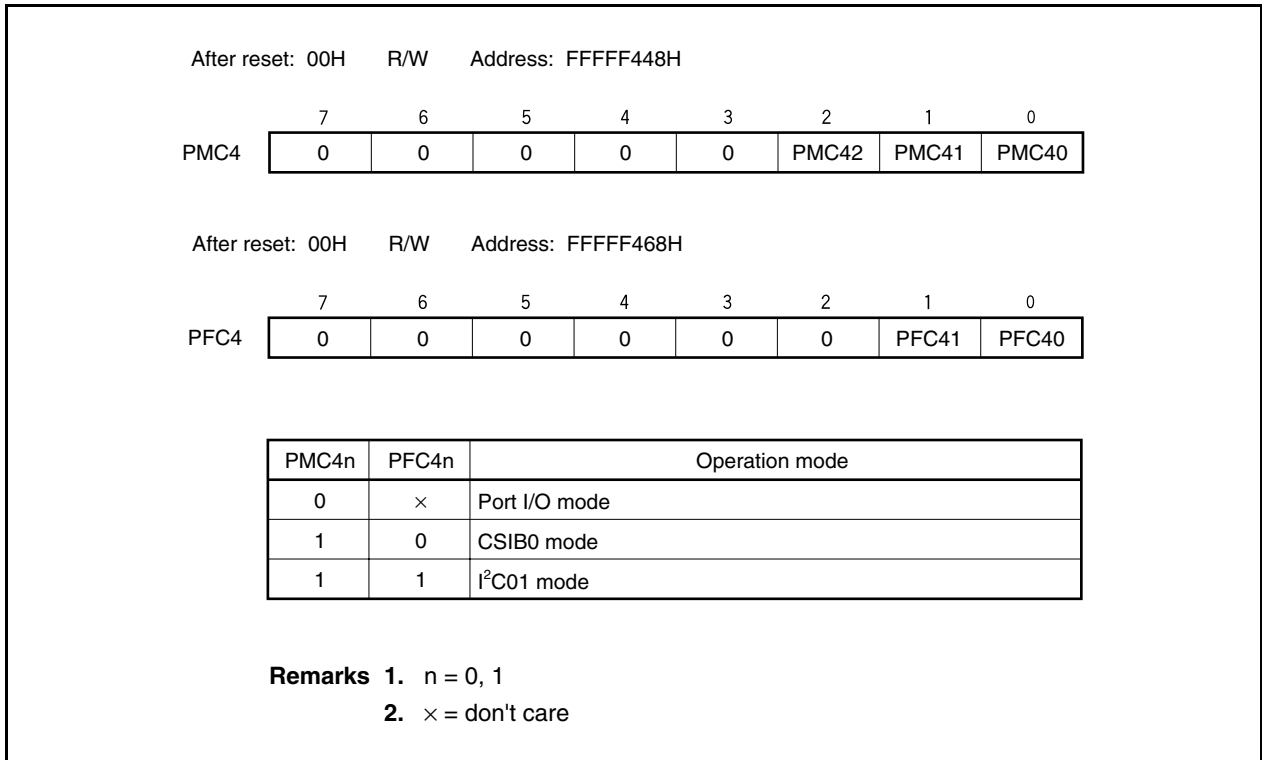 After reset: 00H R/W Address: FFFFF448H
7 6 5 4 3 2 1 0
PMC4 0 0 0 0 0 PMC42 PMC41 PMC40
After reset: 00H R/W Address: FFFFF468H
7 6 5 4 3 2 1 0
PFC4 0 0 0 0 0 0 PFC41 PFC40
PMC4n PFC4n Operation mode
0 × Port I/O mode
1 0 CSIB0 mode
1 1 I²C01 mode
Remarks 1. n = 0, 1
2. × = don't care